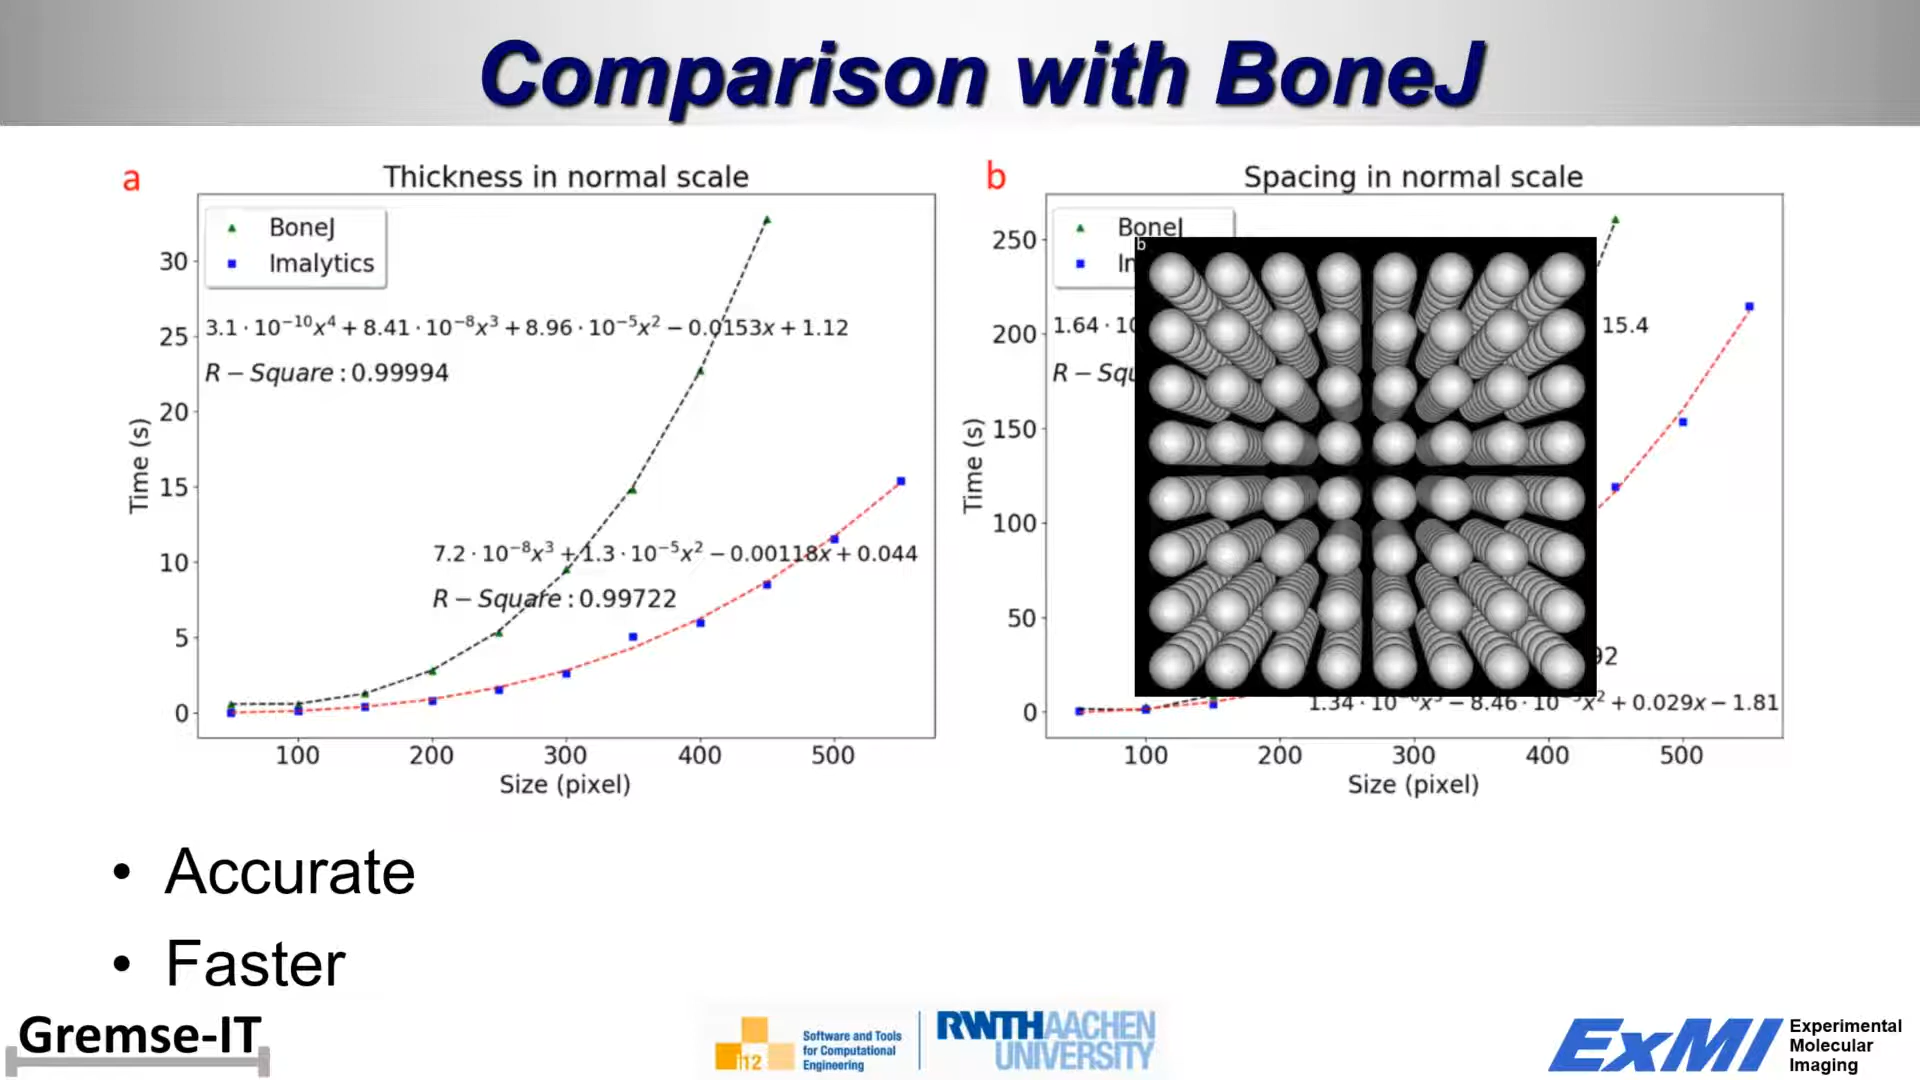 Comparison with BoneJ
a
Thickness in normal scale
BoneJ
Imalytics
3.1 · 10⁻¹⁰x⁴ + 8.41 · 10⁻⁸x³ + 8.96 · 10⁻⁵x² − 0.0153x + 1.12
R − Square : 0.99994
7.2 · 10⁻⁸x³ + 1.3 · 10⁻⁵x² − 0.00118x + 0.044
R − Square : 0.99722
30
25
20
15
10
5
0
Time (s)
100 200 300 400 500
Size (pixel)
b
Spacing in normal scale
BoneJ
b
1.64 · 10
15.4
R − Squ
92
1.34 · 10⁻⁶x³ − 8.46 · 10⁻⁵x² + 0.029x − 1.81
250
200
150
100
50
0
Time (s)
100 200 300 400 500
Size (pixel)
• Accurate
• Faster
Gremse-IT
i12
Software and Tools
for Computational
Engineering
RWTHAACHEN
UNIVERSITY
ExMI
Experimental
Molecular
Imaging